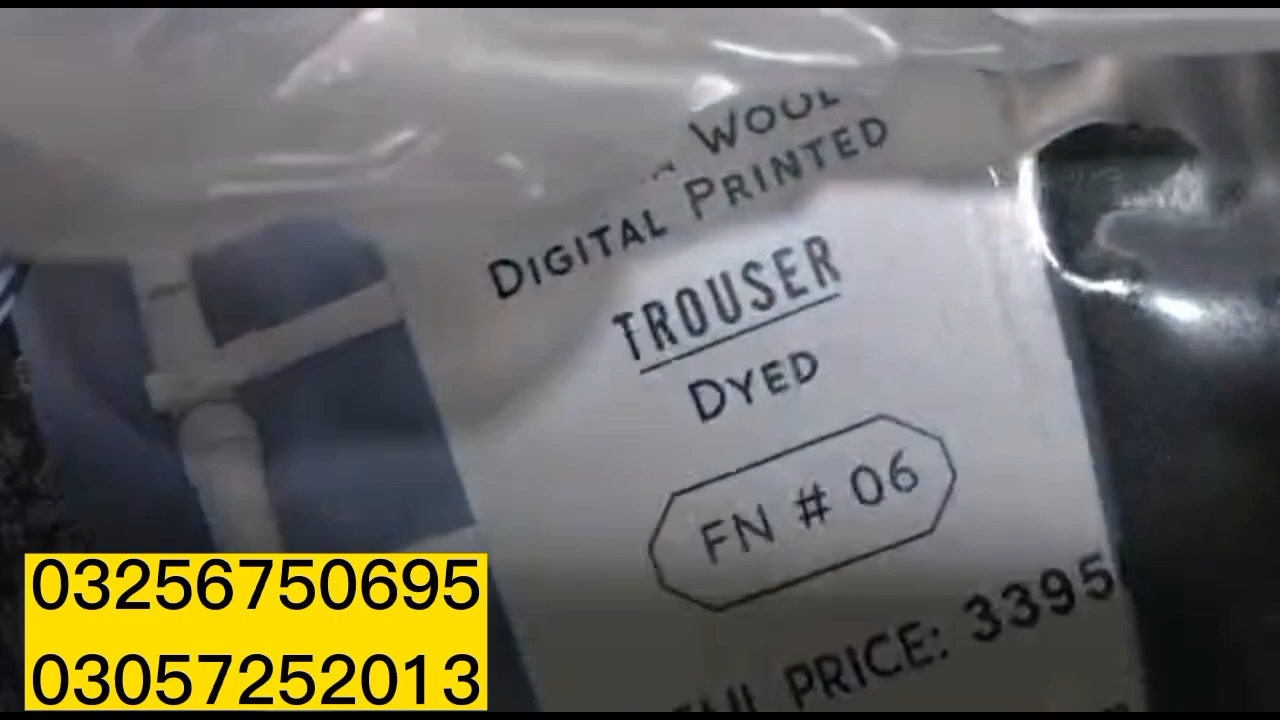 WOOL
DIGITAL PRINTED
TROUSER
DYED
FN # 06
PRICE: 3395
03256750695
03057252013